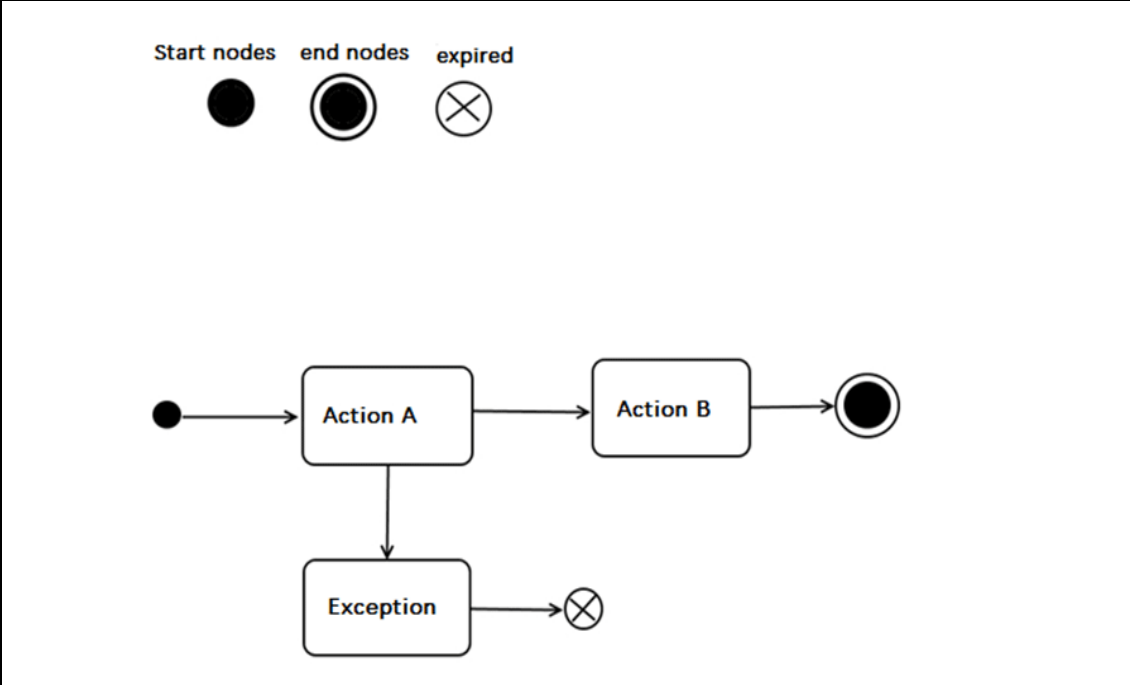 Start nodes end nodes expired
Action A
Action B
Exception